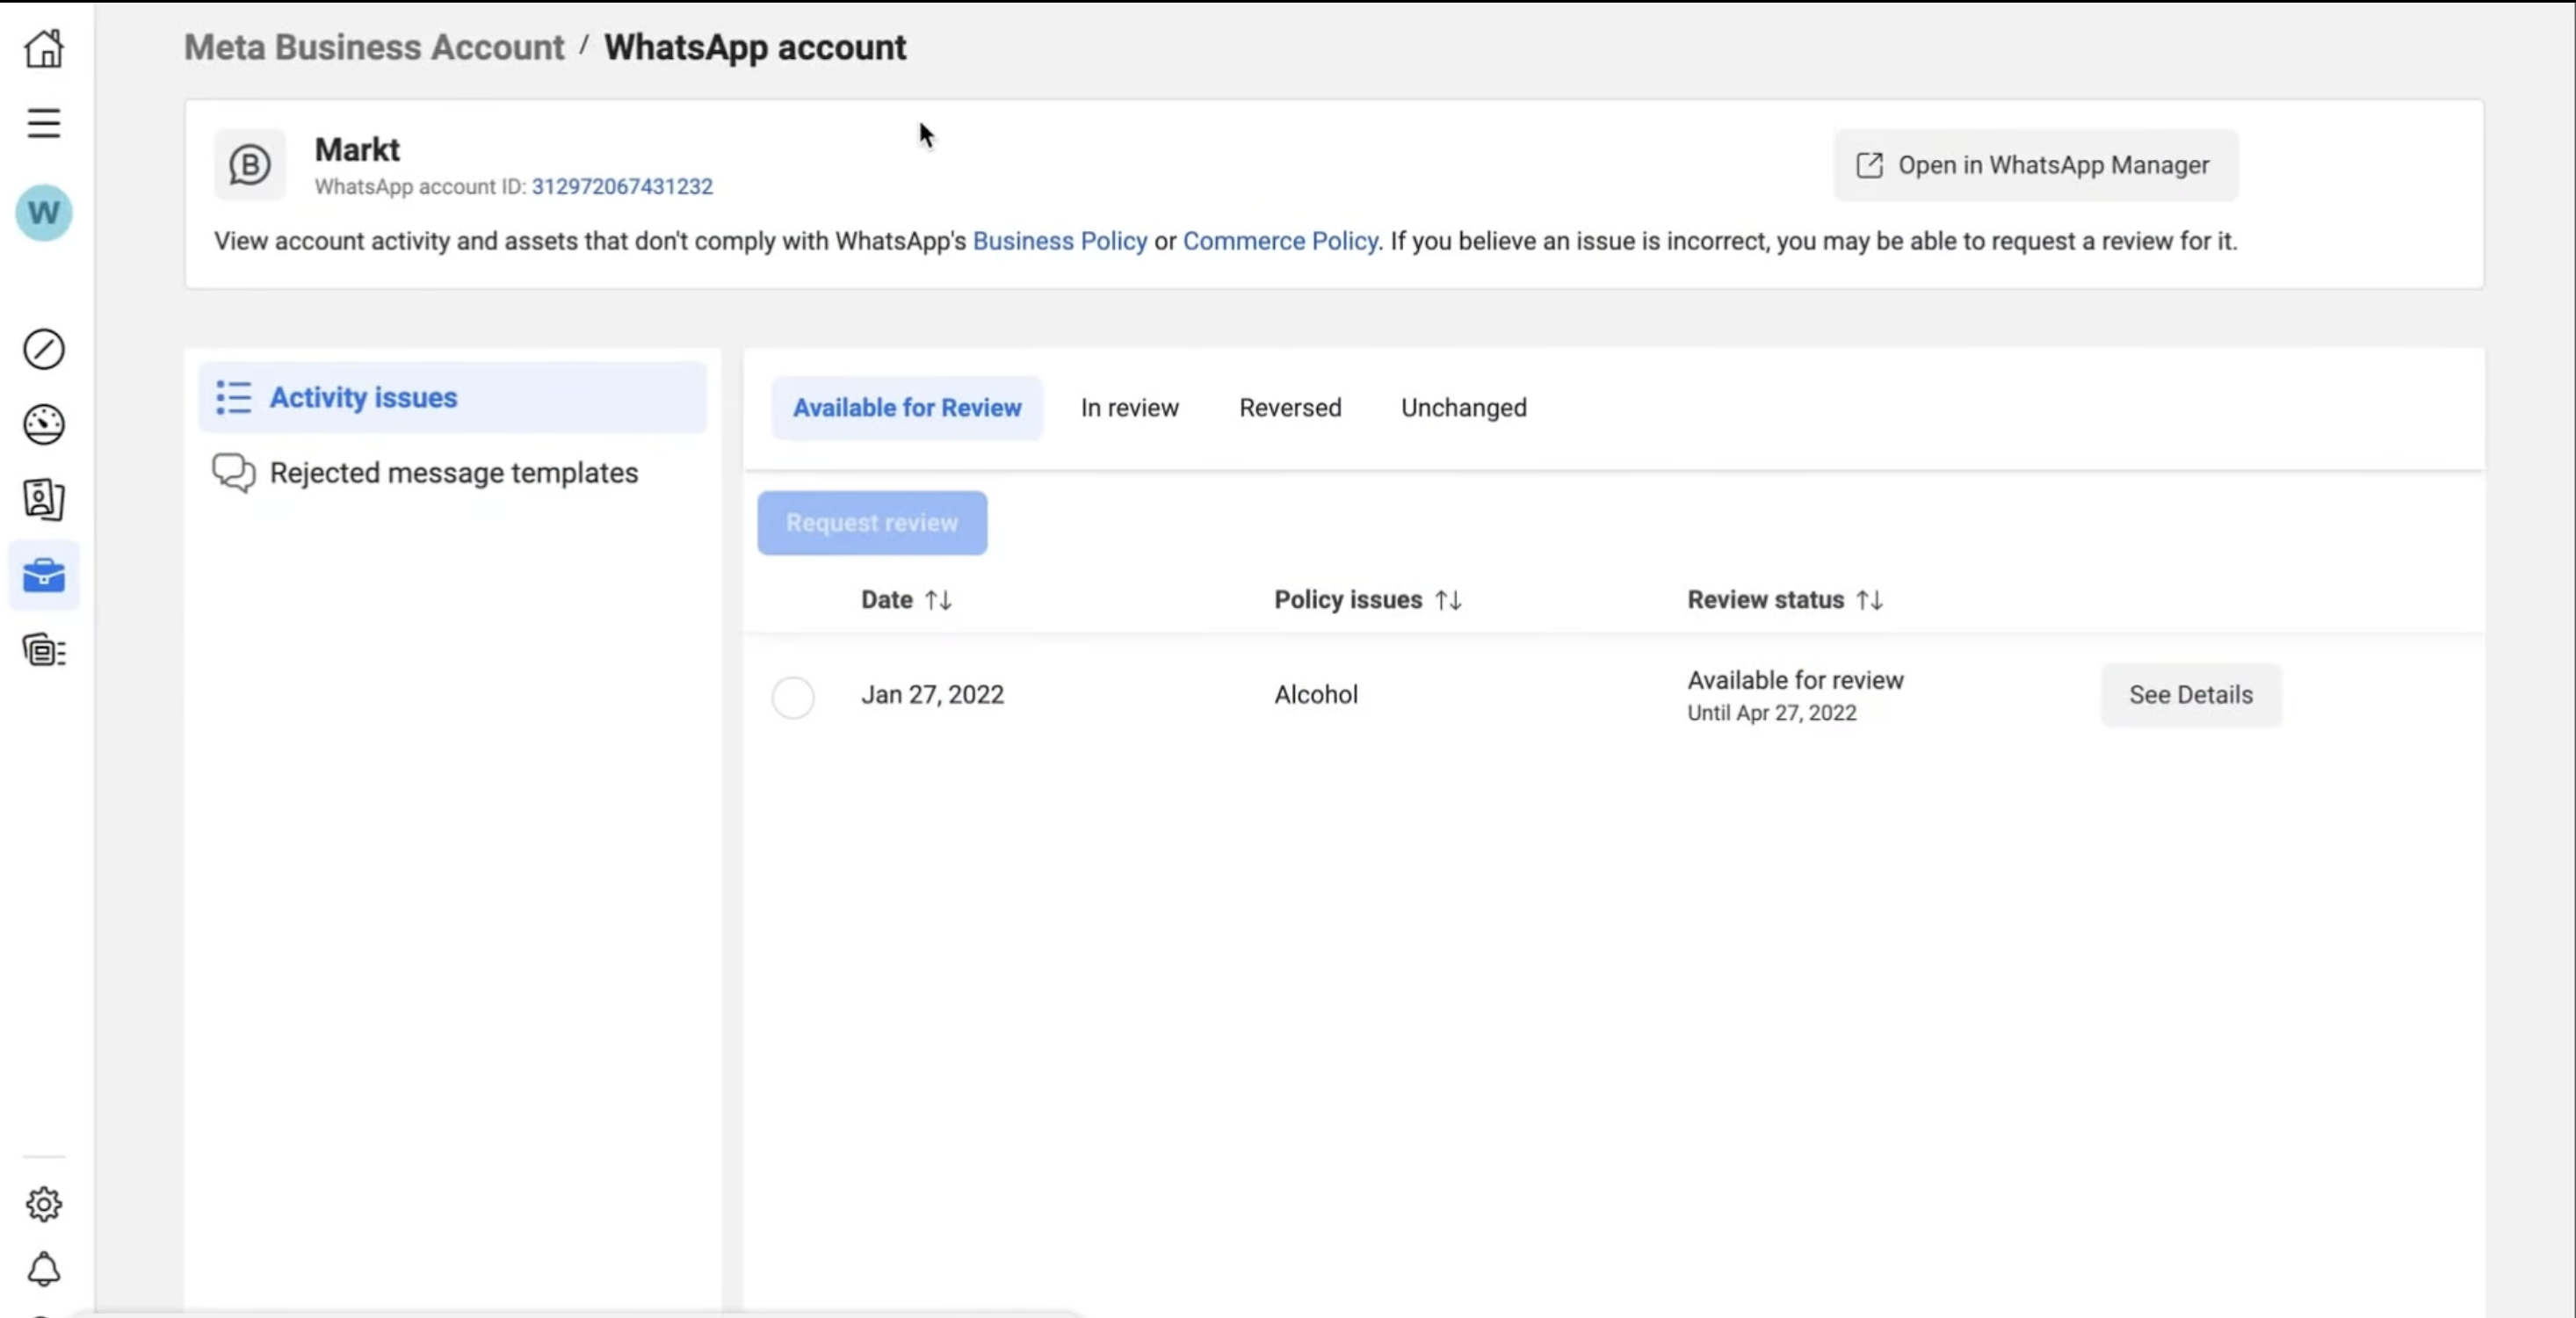 Meta Business Account / WhatsApp account
Markt
WhatsApp account ID: 312972067431232
Open in WhatsApp Manager
View account activity and assets that don't comply with WhatsApp's Business Policy or Commerce Policy. If you believe an issue is incorrect, you may be able to request a review for it.
W
Activity issues
Rejected message templates
Available for Review In review Reversed Unchanged
Request review
Date ↑↓ Policy issues ↑↓ Review status ↑↓
Jan 27, 2022 Alcohol Available for review
Until Apr 27, 2022
See Details